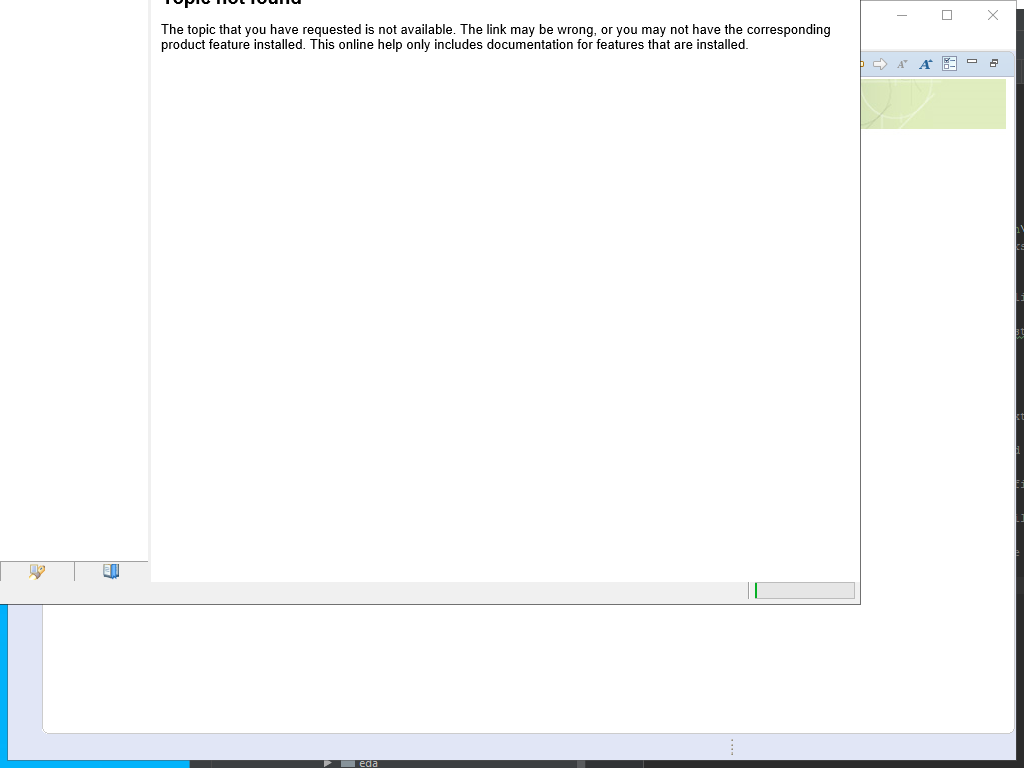 Topic not found
The topic that you have requested is not available. The link may be wrong, or you may not have the corresponding
product feature installed. This online help only includes documentation for features that are installed.
eda